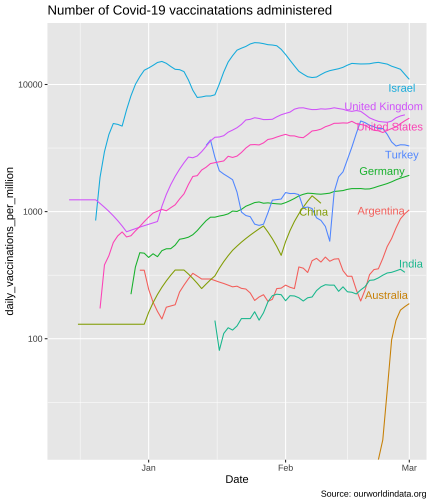 Number of Covid-19 vaccinatations administered
daily_vaccinations_per_million
10000
1000
100
Israel
United Kingdom
United States
Turkey
Germany
China
Argentina
India
Australia
Jan
Feb
Mar
Date
Source: ourworldindata.org